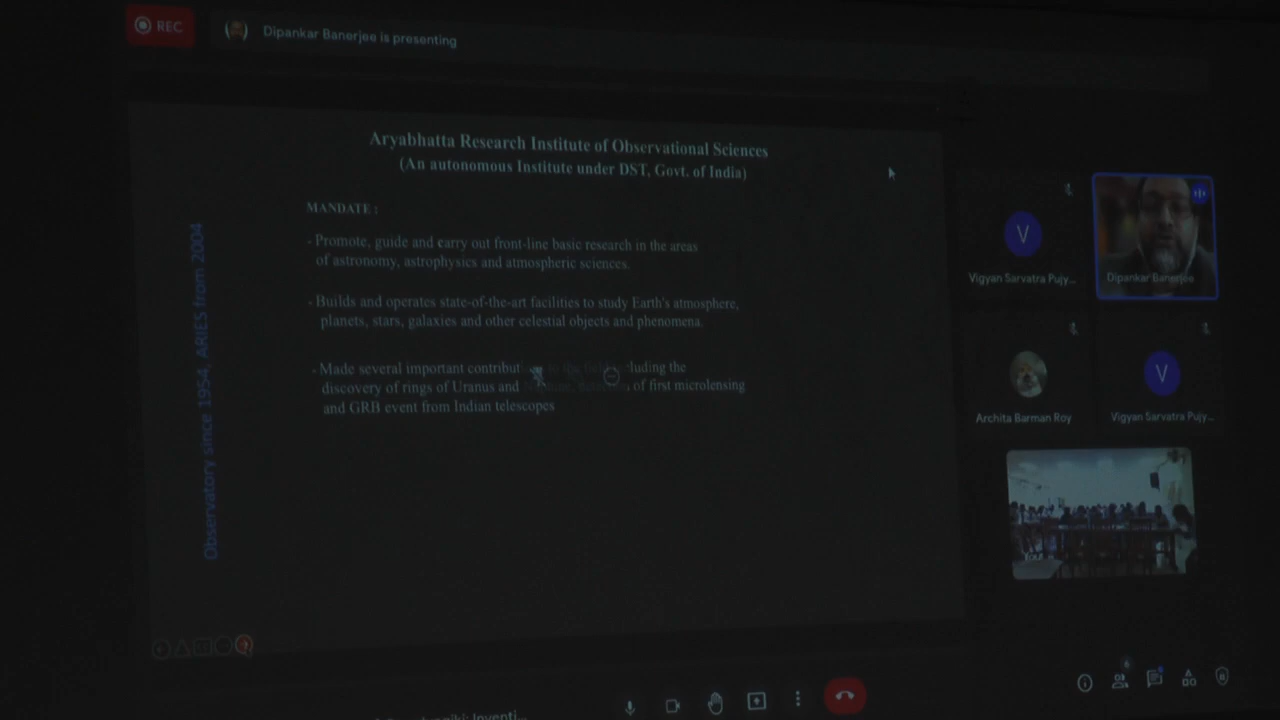 REC
Dipankar Banerjee is presenting
Aryabhatta Research Institute of Observational Sciences
(An autonomous Institute under DST, Govt. of India)
MANDATE :
- Promote, guide and carry out front-line basic research in the areas
of astronomy, astrophysics and atmospheric sciences.
- Builds and operates state-of-the-art facilities to study Earth's atmosphere,
planets, stars, galaxies and other celestial objects and phenomena.
- Made several important to the the
discovery of rings of Uranus and of first microlensing
and GRB event from Indian telescopes
Observatory since 1954, ARIES from 2004
V
Vigyan Sarvatra Pujy...
Dipankar Banerjee
Archita Barman Roy
V
Vigyan Sarvatra Pujy...
6